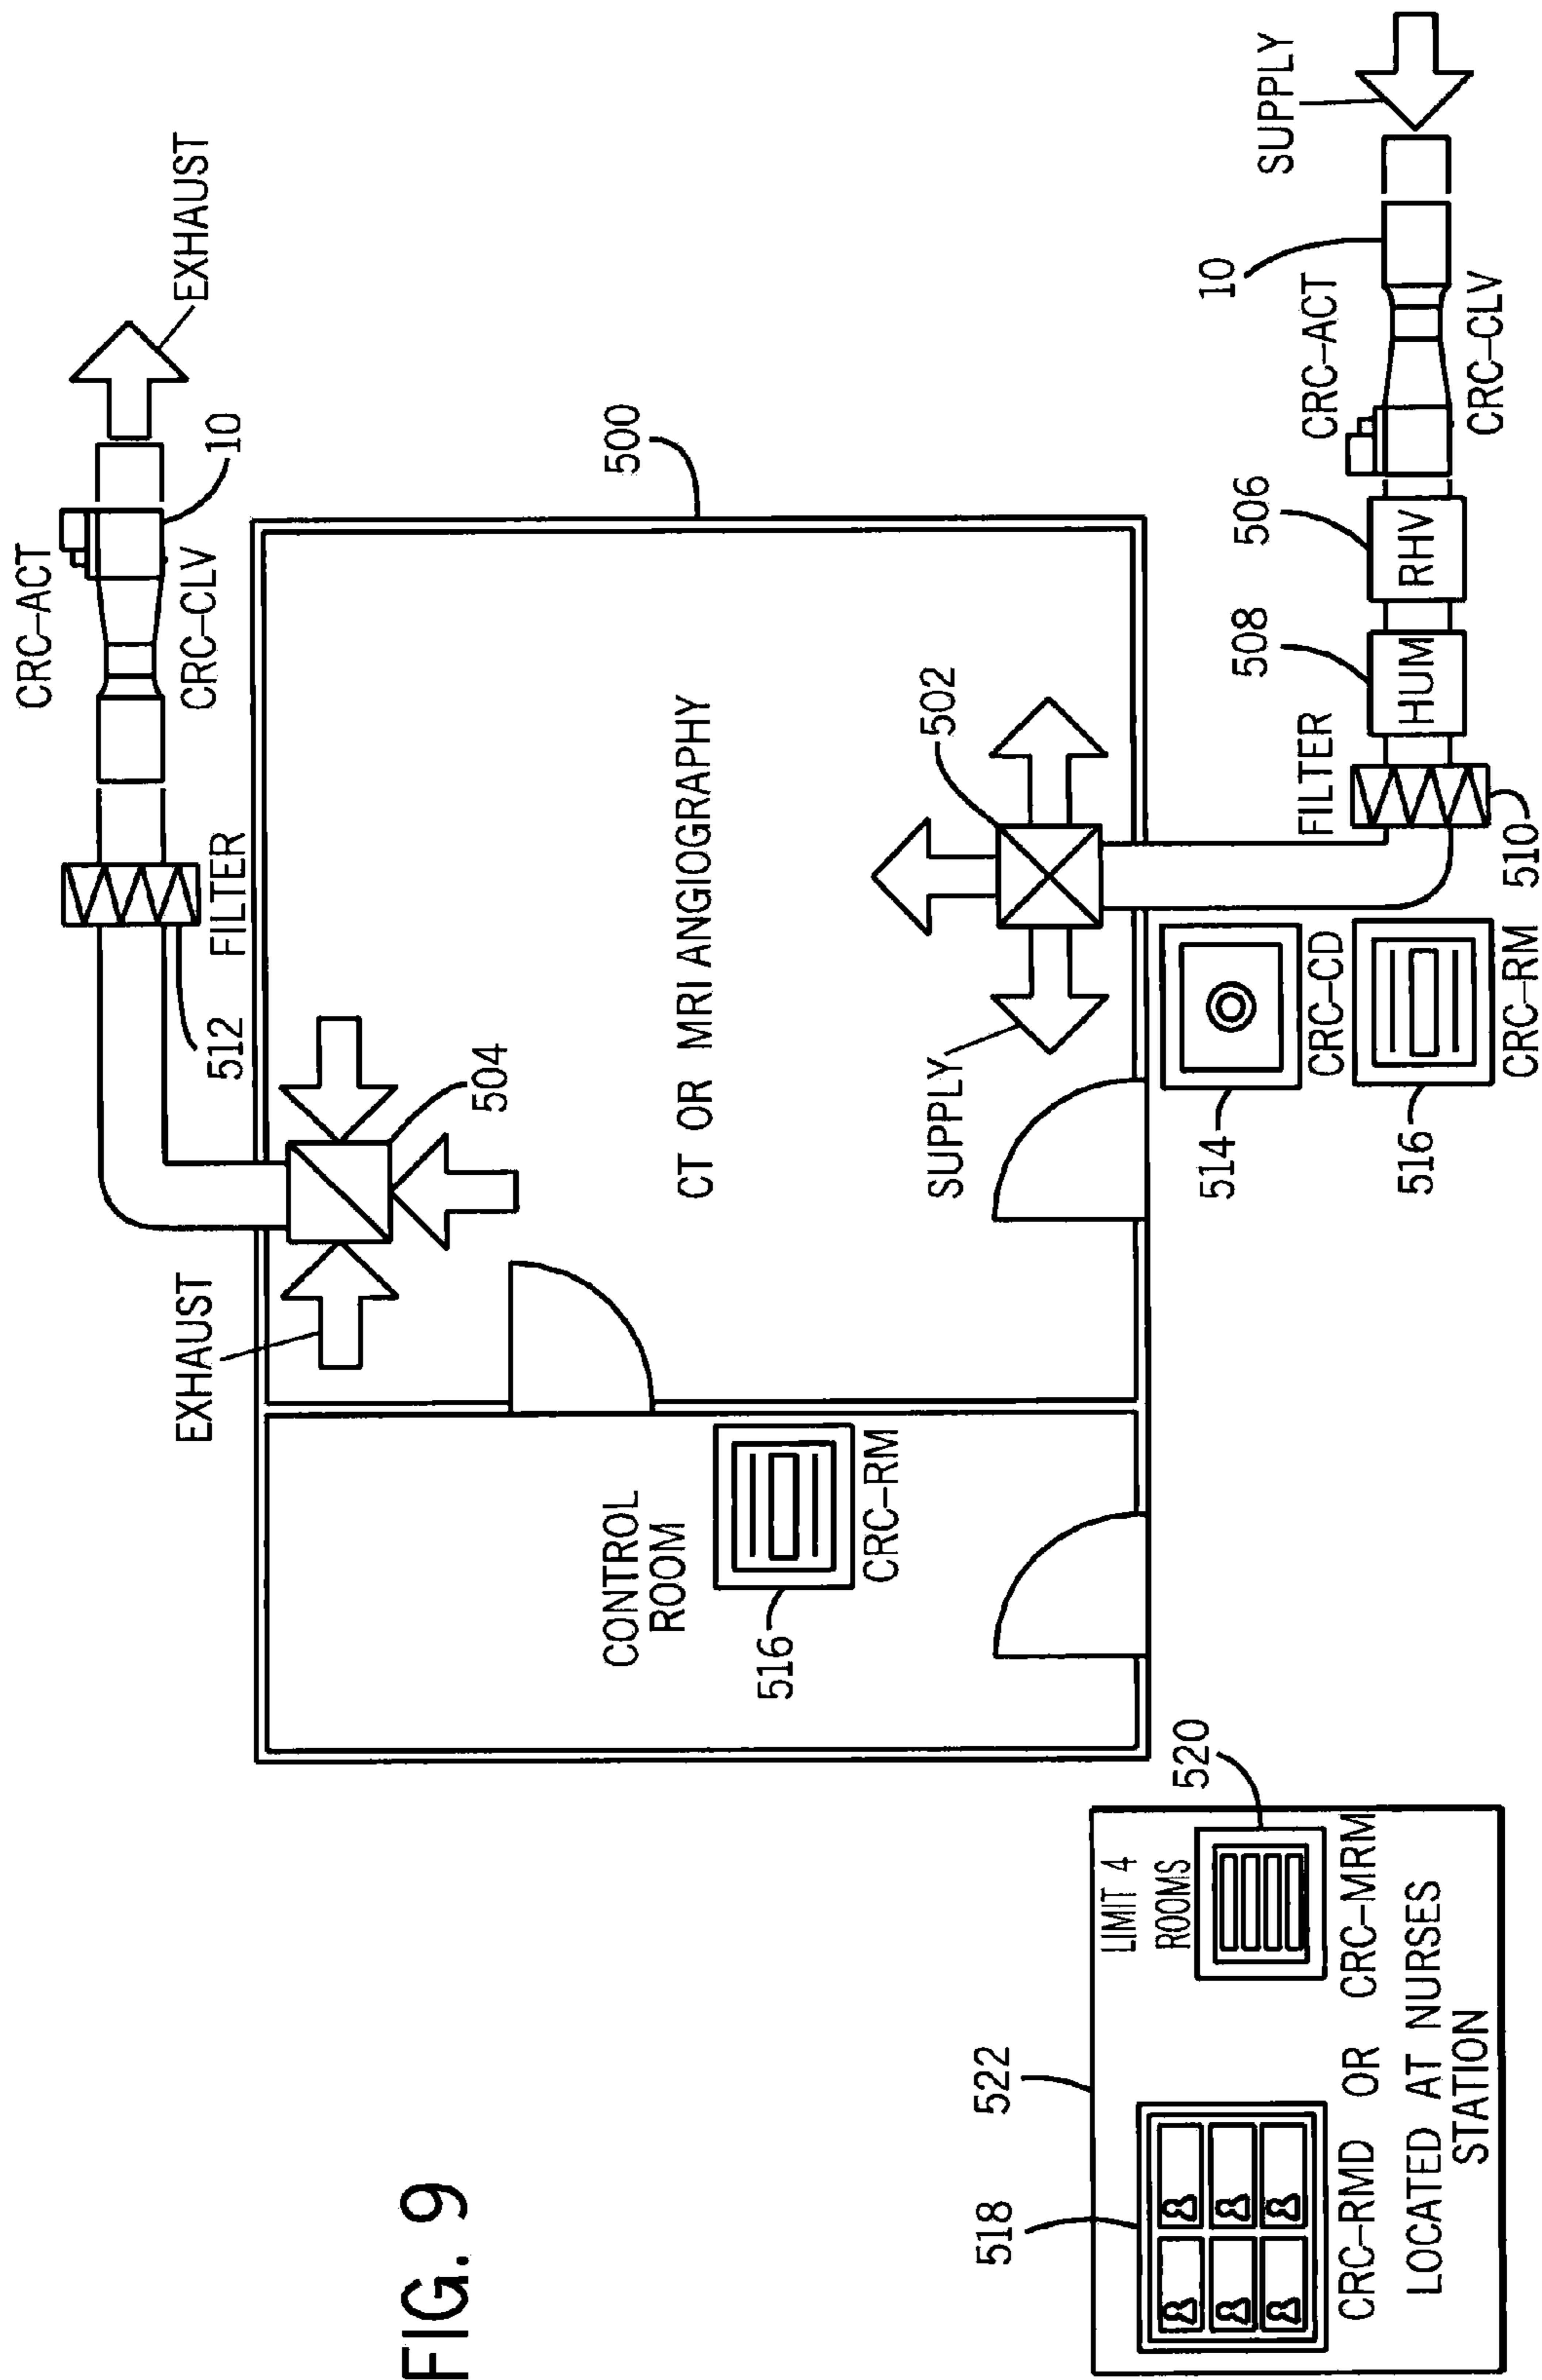 FIG. 9
CRC-ACT
10
EXHAUST
CRC-CLV
FILTER
512
EXHAUST
504
500
CONTROL
ROOM
516
CRC-RM
CT OR MRI ANGIOGRAPHY
SUPPLY
502
514
CRC-CD
516
CRC-RM
FILTER
510
508
HUM
506
RHV
CRC-ACT
10
CRC-CLV
SUPPLY
518
522
LIMIT 4
ROOMS
520
CRC-RMD OR CRC-MRM
LOCATED AT NURSES
STATION